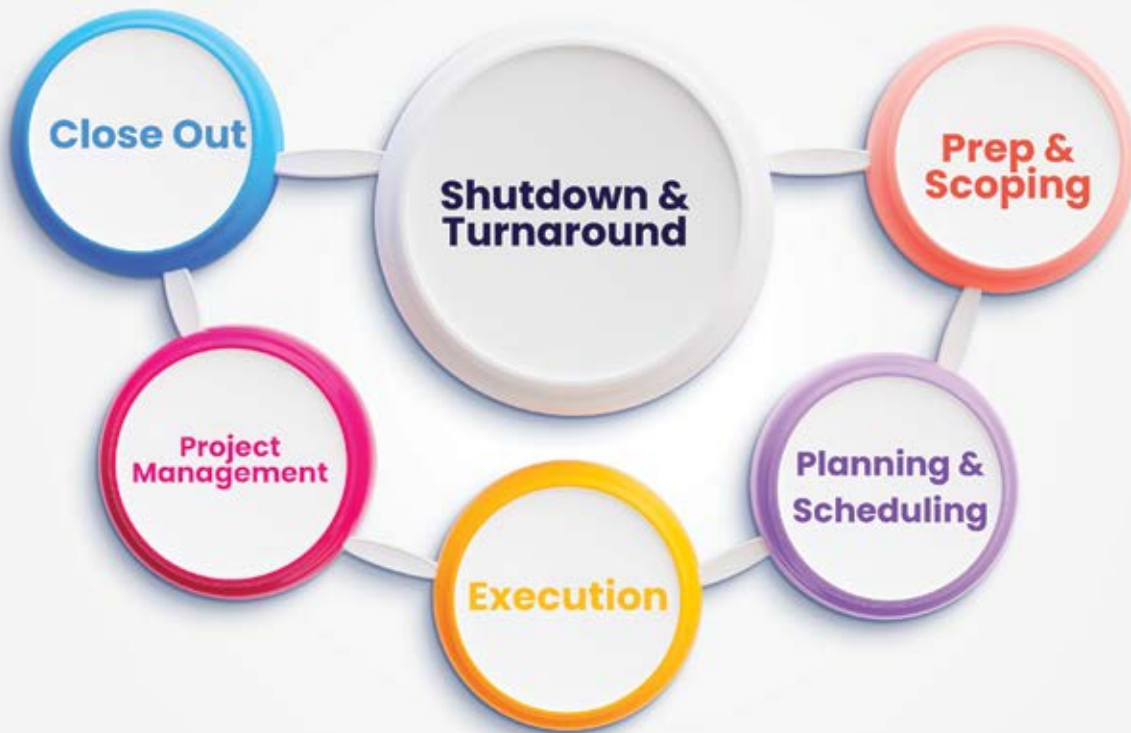 Close Out
Shutdown &
Turnaround
Prep &
Scoping
Project
Management
Planning &
Scheduling
Execution